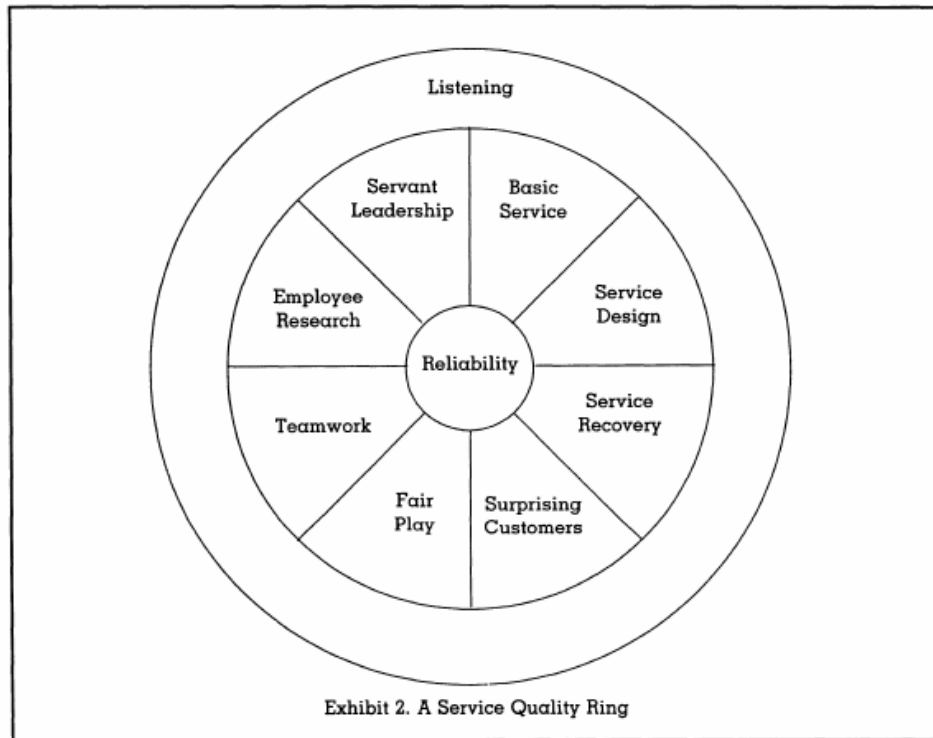 Listening
Servant
Leadership
Basic
Service
Employee
Research
Service
Design
Reliability
Teamwork
Service
Recovery
Fair
Play
Surprising
Customers
Exhibit 2. A Service Quality Ring